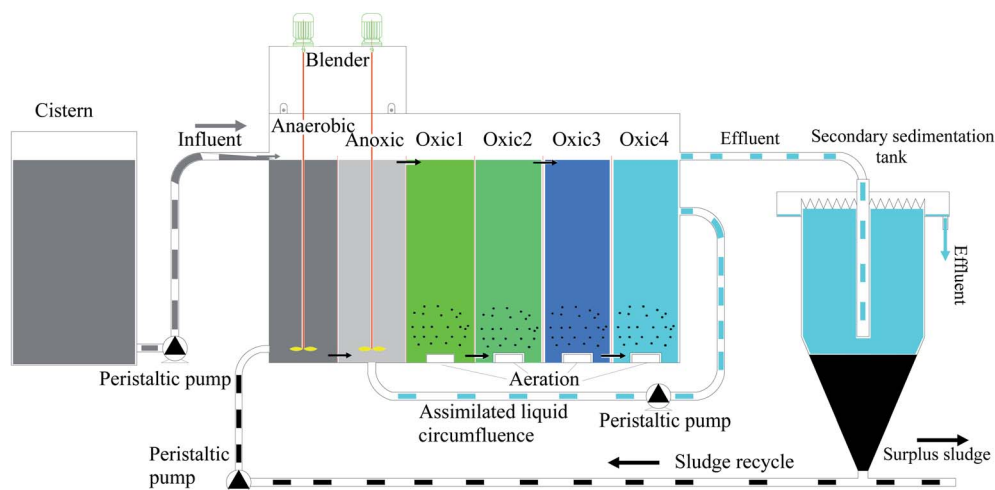 Blender
Cistern
Influent
Anaerobic
Anoxic
Oxic1
Oxic2
Oxic3
Oxic4
Effluent
Secondary sedimentation
tank
Effluent
Peristaltic pump
Aeration
Assimilated liquid
circumfluence
Peristaltic pump
Peristaltic
pump
Sludge recycle
Surplus sludge